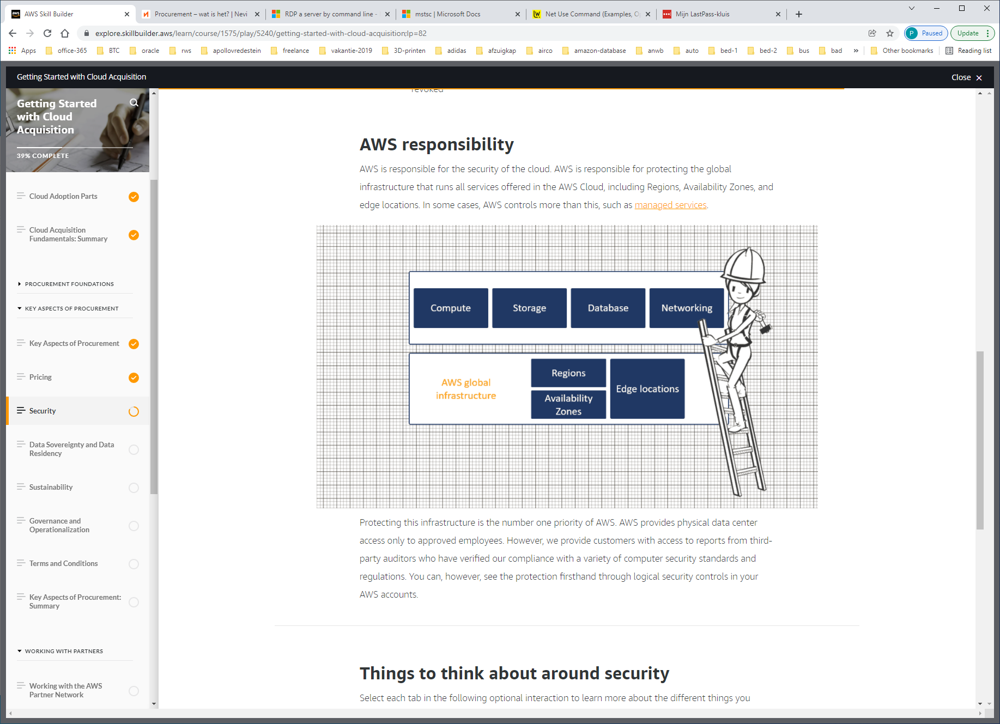 AWS Skill Builder
Procurement – wat is het? | Nevi
RDP a server by command line -
mstsc | Microsoft Docs
Net Use Command (Examples, Op
Mijn LastPass-kluis
explore.skillbuilder.aws/learn/course/1575/play/5240/getting-started-with-cloud-acquisition;lp=82
P Paused
Update
Apps
office-365
BTC
oracle
rws
apollovredestein
freelance
vakantie-2019
3D-printen
adidas
afzuigkap
airco
amazon-database
anwb
auto
bed-1
bed-2
bus
bad
»
Other bookmarks
Reading list
Getting Started with Cloud Acquisition
Close
Getting Started
with Cloud
Acquisition
39% COMPLETE
Cloud Adoption Parts
Cloud Acquisition
Fundamentals: Summary
PROCUREMENT FOUNDATIONS
KEY ASPECTS OF PROCUREMENT
Key Aspects of Procurement
Pricing
Security
Data Sovereignty and Data
Residency
Sustainability
Governance and
Operationalization
Terms and Conditions
Key Aspects of Procurement:
Summary
WORKING WITH PARTNERS
Working with the AWS
Partner Network
revoked
AWS responsibility
AWS is responsible for the security of the cloud. AWS is responsible for protecting the global
infrastructure that runs all services offered in the AWS Cloud, including Regions, Availability Zones, and
edge locations. In some cases, AWS controls more than this, such as managed services.
Compute
Storage
Database
Networking
AWS global
infrastructure
Regions
Availability
Zones
Edge locations
Protecting this infrastructure is the number one priority of AWS. AWS provides physical data center
access only to approved employees. However, we provide customers with access to reports from third-
party auditors who have verified our compliance with a variety of computer security standards and
regulations. You can, however, see the protection firsthand through logical security controls in your
AWS accounts.
Things to think about around security
Select each tab in the following optional interaction to learn more about the different things you